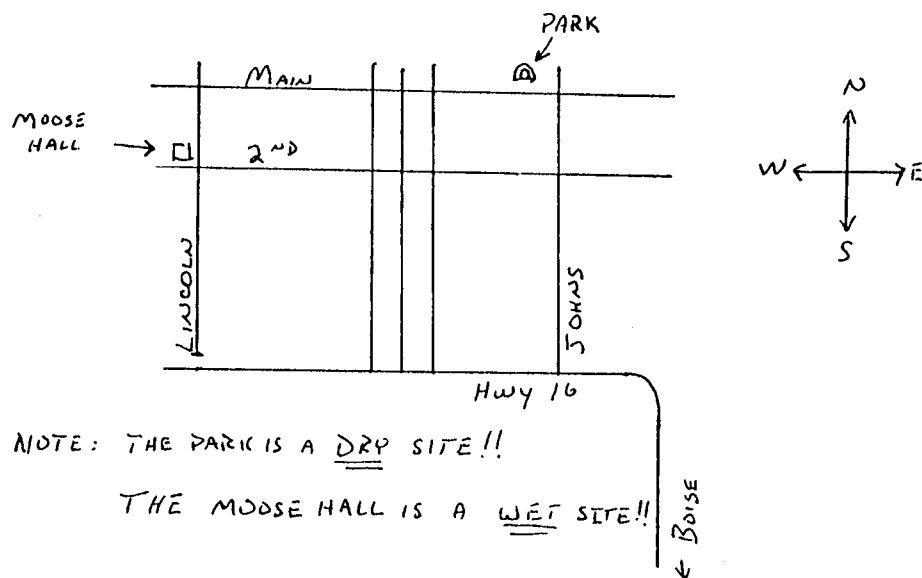 PARK
MAIN
MOOSE
HALL
2ND
N
W E
S
LINCOLN
JOHNS
HWY 16
NOTE: THE PARK IS A DRY SITE!!
THE MOOSE HALL IS A WET SITE!!
BOISE